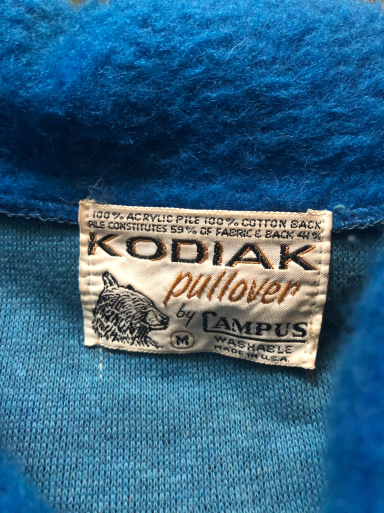 100% ACRYLIC PILE 100% COTTON BACK
PILE CONSTITUTES 59% OF FABRIC & BACK 41%
KODIAK
pullover
by CAMPUS
M WASHABLE
MADE IN U.S.A.